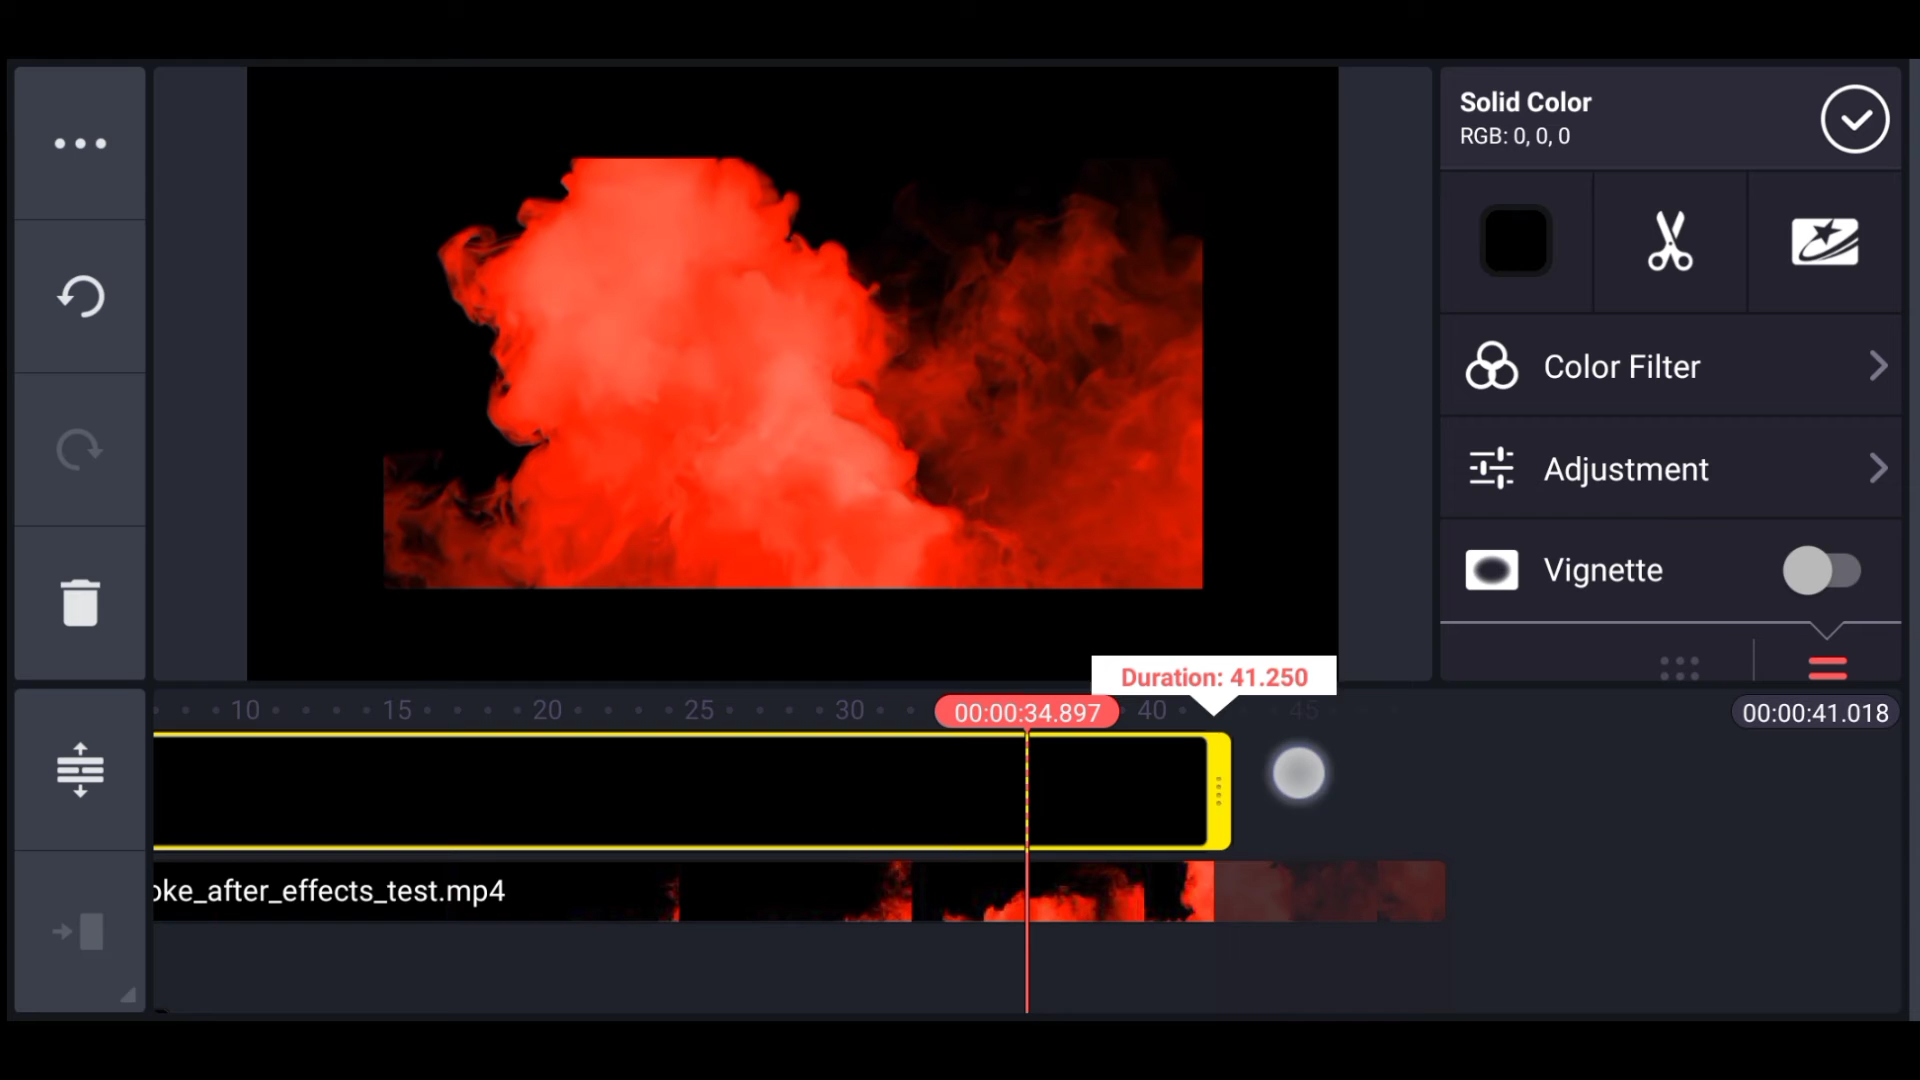 Solid Color
RGB: 0, 0, 0
Color Filter
Adjustment
Vignette
Duration: 41.250
10 15 20 25 30 00:00:34.897 40 45 00:00:41.018
oke_after_effects_test.mp4